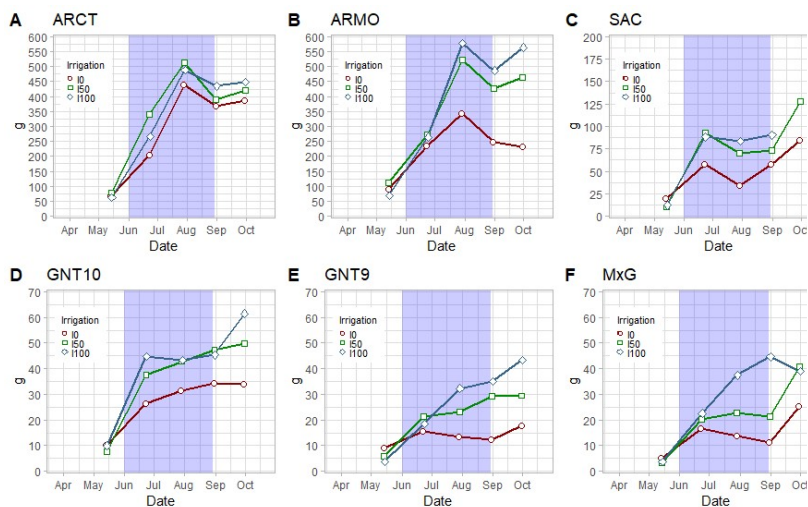 A ARCT
600
550
500
450
400
350
300
250
200
150
100
50
0
g
Irrigation
I0
I50
I100
Apr May Jun Jul Aug Sep Oct
Date
B ARMO
600
550
500
450
400
350
300
250
200
150
100
50
0
g
Irrigation
I0
I50
I100
Apr May Jun Jul Aug Sep Oct
Date
C SAC
200
175
150
125
100
75
50
25
0
g
Irrigation
I0
I50
I100
Apr May Jun Jul Aug Sep Oct
Date
D GNT10
70
60
50
40
30
20
10
0
g
Irrigation
I0
I50
I100
Apr May Jun Jul Aug Sep Oct
Date
E GNT9
70
60
50
40
30
20
10
0
g
Irrigation
I0
I50
I100
Apr May Jun Jul Aug Sep Oct
Date
F MxG
70
60
50
40
30
20
10
0
g
Irrigation
I0
I50
I100
Apr May Jun Jul Aug Sep Oct
Date